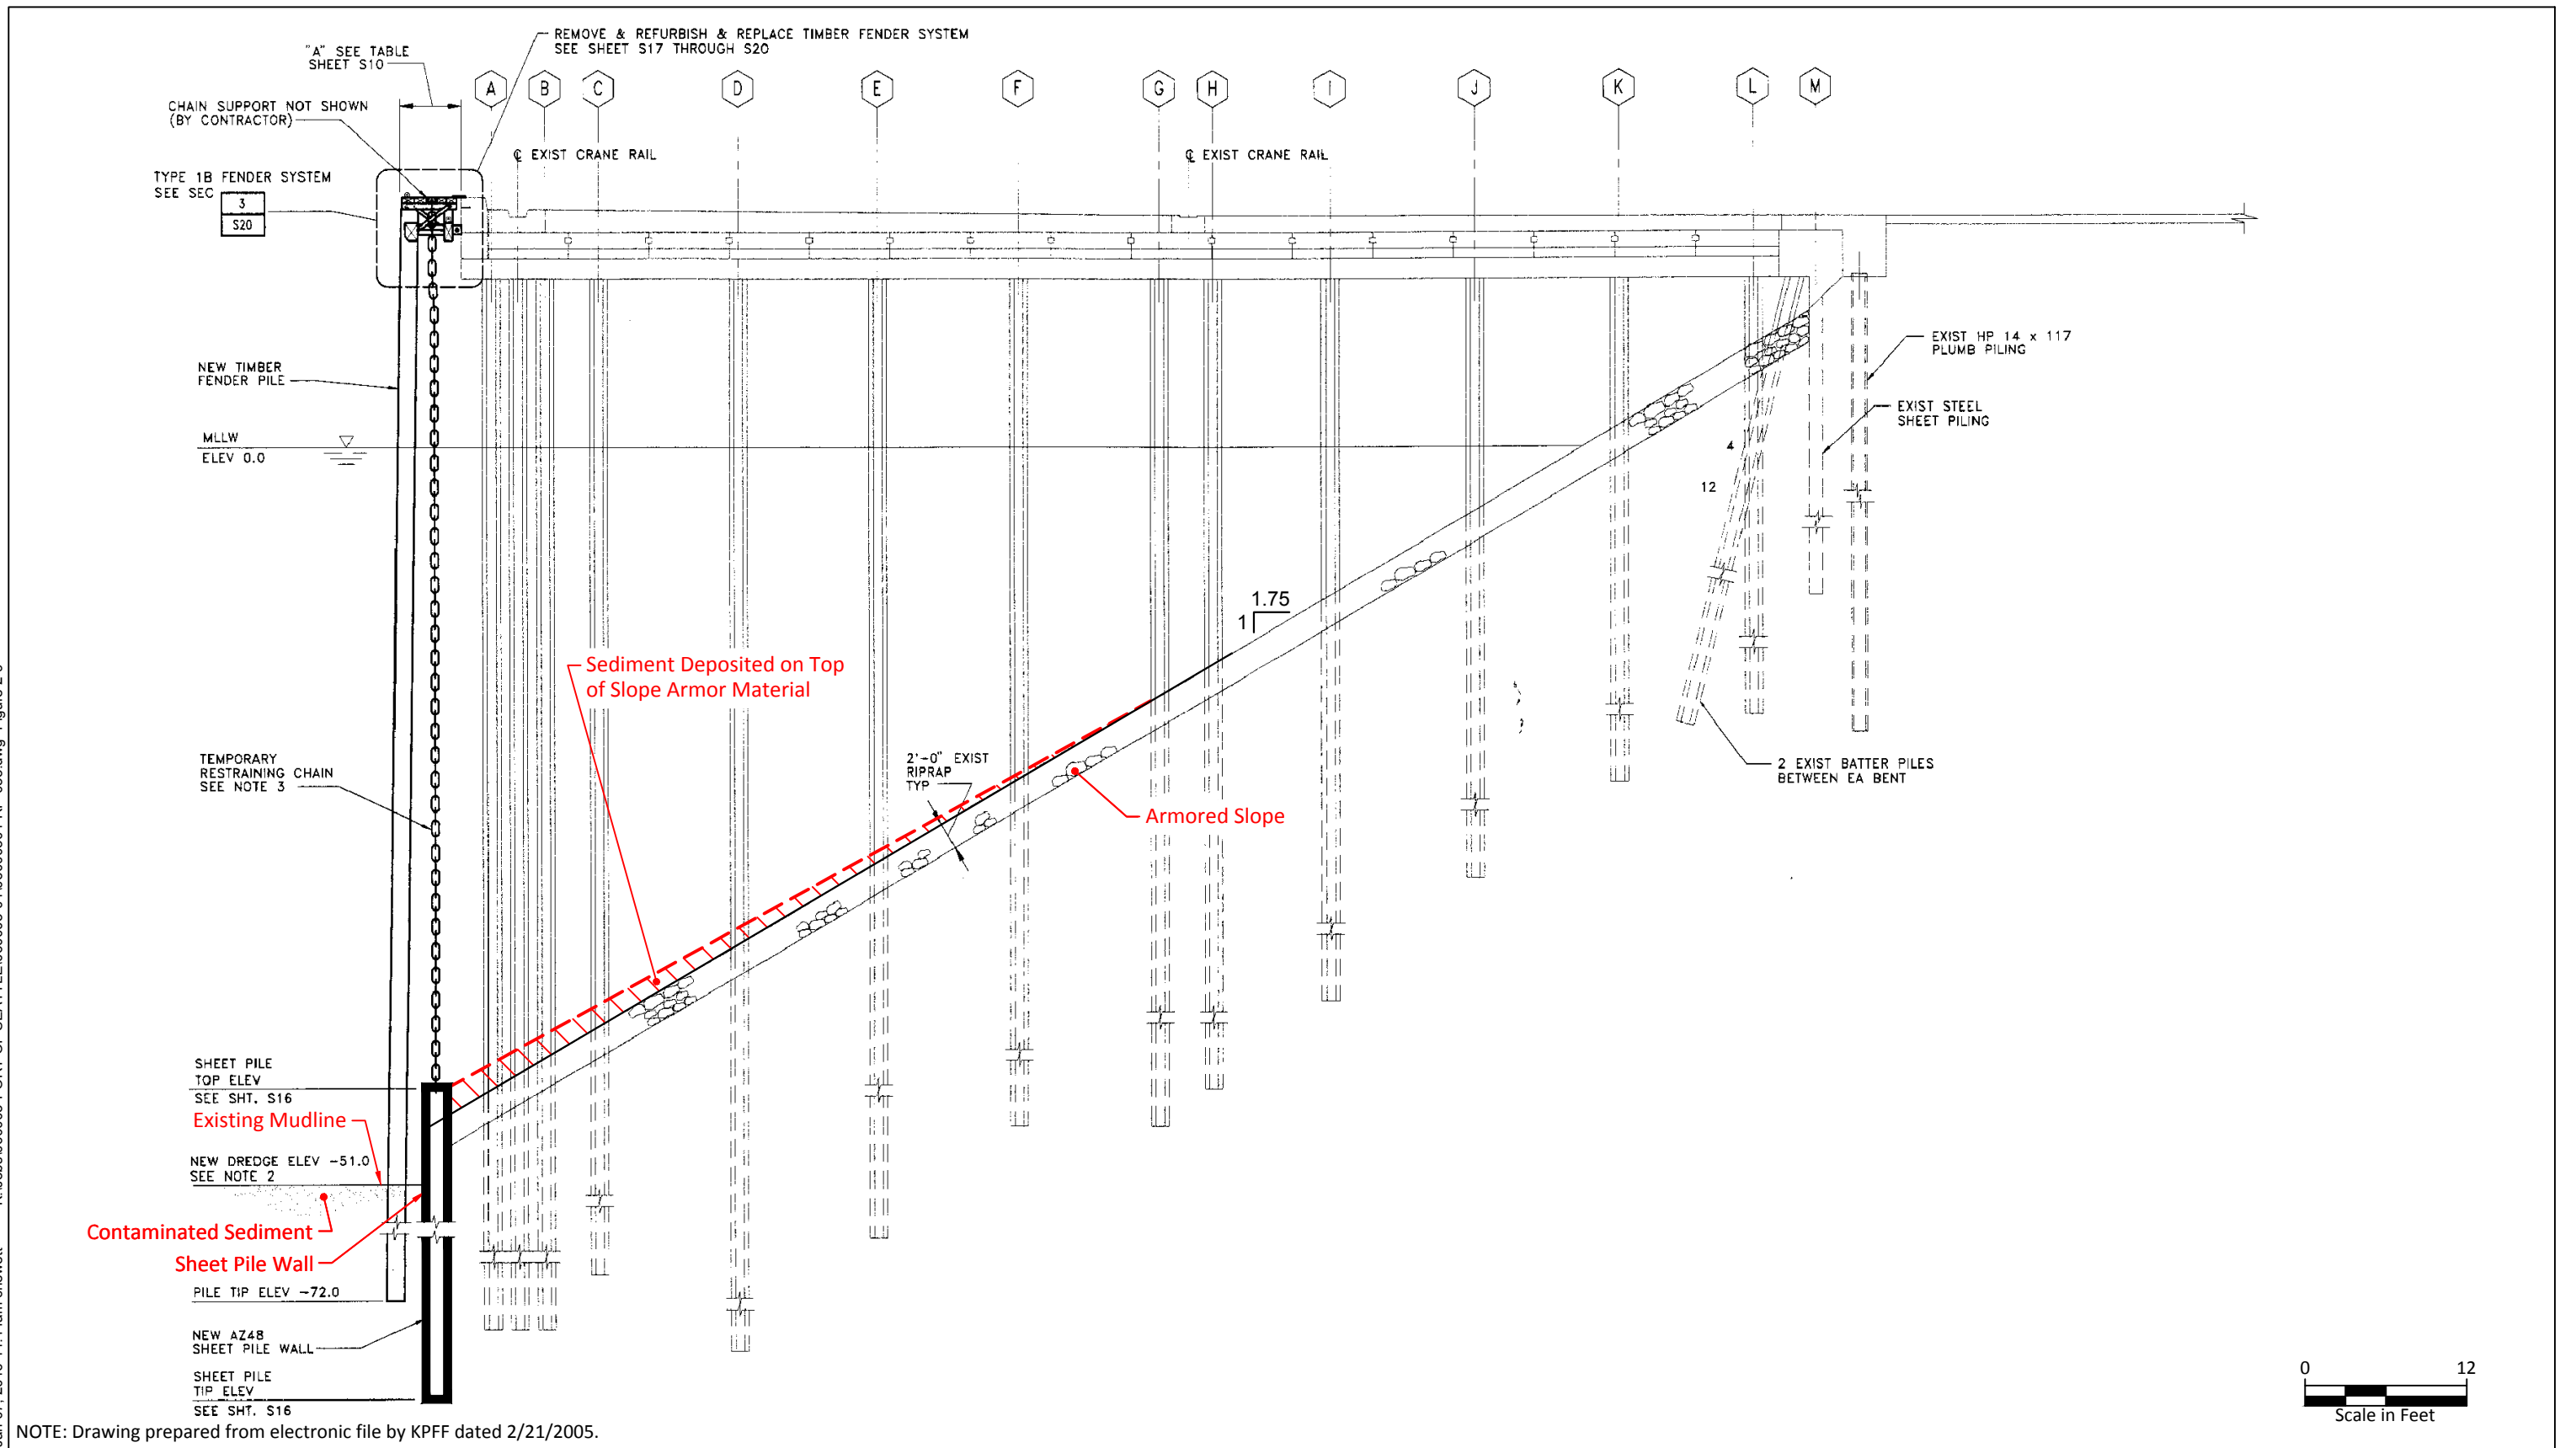 "A" SEE TABLE
SHEET S10
REMOVE & REFURBISH & REPLACE TIMBER FENDER SYSTEM
SEE SHEET S17 THROUGH S20
CHAIN SUPPORT NOT SHOWN
(BY CONTRACTOR)
A
B
C
D
E
F
G
H
I
J
K
L
M
℄ EXIST CRANE RAIL
℄ EXIST CRANE RAIL
TYPE 1B FENDER SYSTEM
SEE SEC
3
S20
NEW TIMBER
FENDER PILE
EXIST HP 14 x 117
PLUMB PILING
EXIST STEEL
SHEET PILING
MLLW
ELEV 0.0
4
12
1.75
1
Sediment Deposited on Top
of Slope Armor Material
TEMPORARY
RESTRAINING CHAIN
SEE NOTE 3
2'-0" EXIST
RIPRAP
TYP
2 EXIST BATTER PILES
BETWEEN EA BENT
Armored Slope
SHEET PILE
TOP ELEV
SEE SHT. S16
Existing Mudline
NEW DREDGE ELEV -51.0
SEE NOTE 2
Contaminated Sediment
Sheet Pile Wall
PILE TIP ELEV -72.0
NEW AZ48
SHEET PILE WALL
SHEET PILE
TIP ELEV
SEE SHT. S16
0
12
Scale in Feet
NOTE: Drawing prepared from electronic file by KPFF dated 2/21/2005.